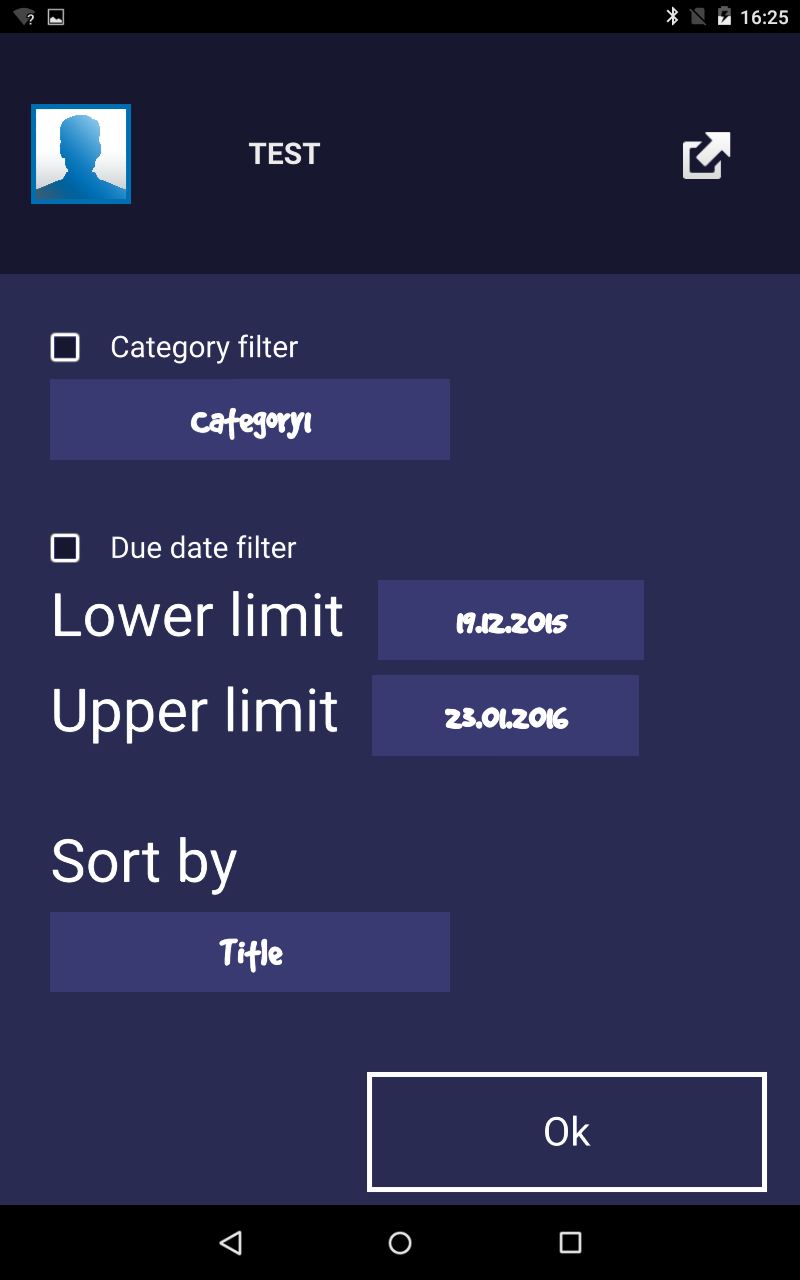 16:25
TEST
Category filter
Category1
Due date filter
Lower limit 19.12.2015
Upper limit 23.01.2016
Sort by
Title
Ok